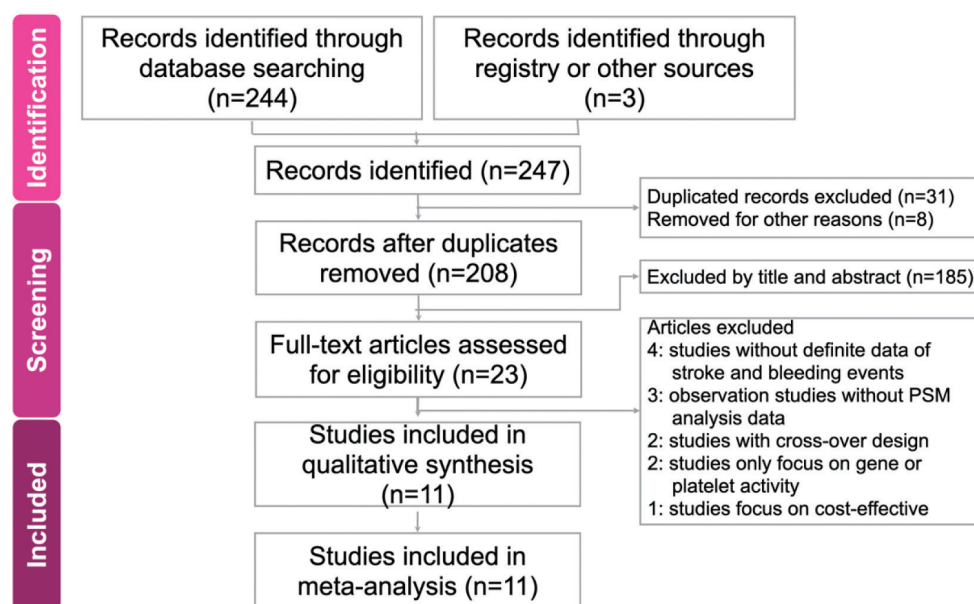 Identification
Records identified through
database searching
(n=244)
Records identified through
registry or other sources
(n=3)
Records identified (n=247)
Duplicated records excluded (n=31)
Removed for other reasons (n=8)
Screening
Records after duplicates
removed (n=208)
Excluded by title and abstract (n=185)
Full-text articles assessed
for eligibility (n=23)
Articles excluded
4: studies without definite data of
stroke and bleeding events
3: observation studies without PSM
analysis data
2: studies with cross-over design
2: studies only focus on gene or
platelet activity
1: studies focus on cost-effective
Included
Studies included in
qualitative synthesis
(n=11)
Studies included in
meta-analysis (n=11)